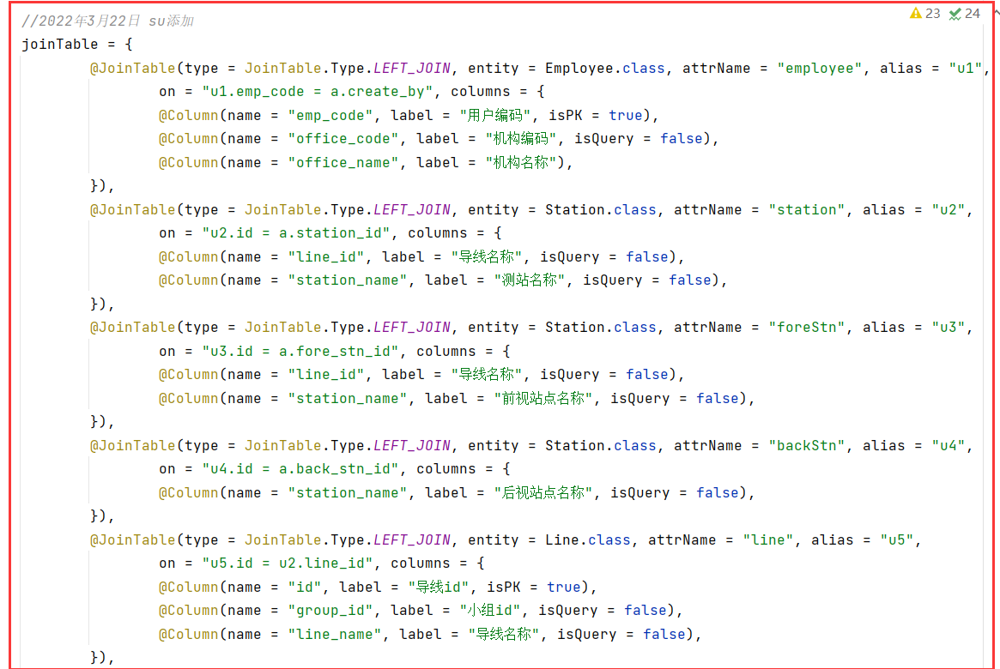 //2022年3月22日 su添加
23 24
joinTable = {
@JoinTable(type = JoinTable.Type.LEFT_JOIN, entity = Employee.class, attrName = "employee", alias = "u1",
on = "u1.emp_code = a.create_by", columns = {
@Column(name = "emp_code", label = "用户编码", isPK = true),
@Column(name = "office_code", label = "机构编码", isQuery = false),
@Column(name = "office_name", label = "机构名称"),
}),
@JoinTable(type = JoinTable.Type.LEFT_JOIN, entity = Station.class, attrName = "station", alias = "u2",
on = "u2.id = a.station_id", columns = {
@Column(name = "line_id", label = "导线名称", isQuery = false),
@Column(name = "station_name", label = "测站名称", isQuery = false),
}),
@JoinTable(type = JoinTable.Type.LEFT_JOIN, entity = Station.class, attrName = "foreStn", alias = "u3",
on = "u3.id = a.fore_stn_id", columns = {
@Column(name = "line_id", label = "导线名称", isQuery = false),
@Column(name = "station_name", label = "前视站点名称", isQuery = false),
}),
@JoinTable(type = JoinTable.Type.LEFT_JOIN, entity = Station.class, attrName = "backStn", alias = "u4",
on = "u4.id = a.back_stn_id", columns = {
@Column(name = "station_name", label = "后视站点名称", isQuery = false),
}),
@JoinTable(type = JoinTable.Type.LEFT_JOIN, entity = Line.class, attrName = "line", alias = "u5",
on = "u5.id = u2.line_id", columns = {
@Column(name = "id", label = "导线id", isPK = true),
@Column(name = "group_id", label = "小组id", isQuery = false),
@Column(name = "line_name", label = "导线名称", isQuery = false),
}),